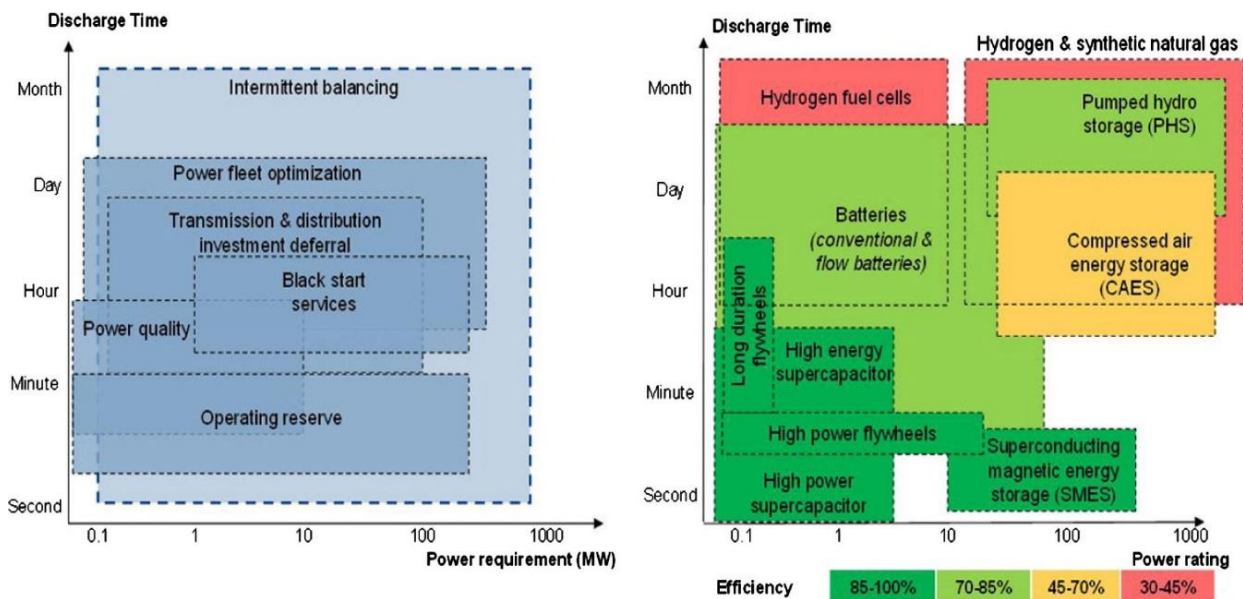 Discharge Time
Month
Day
Hour
Minute
Second
Intermittent balancing
Power fleet optimization
Transmission & distribution
investment deferral
Black start
services
Power quality
Operating reserve
0.1 1 10 100 1000
Power requirement (MW)
Discharge Time
Hydrogen & synthetic natural gas
Month
Day
Hour
Minute
Second
Hydrogen fuel cells
Pumped hydro
storage (PHS)
Batteries
(conventional &
flow batteries)
Compressed air
energy storage
(CAES)
Long duration
flywheels
High energy
supercapacitor
High power flywheels
High power
supercapacitor
Superconducting
magnetic energy
storage (SMES)
0.1 1 10 100 1000
Power rating
Efficiency 85-100% 70-85% 45-70% 30-45%